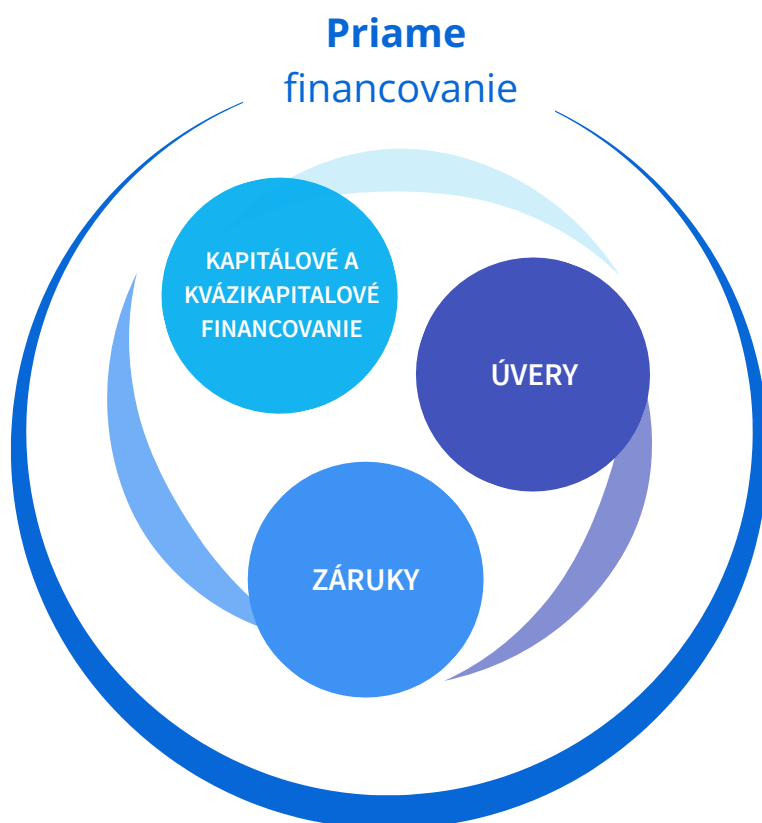 Priame
financovanie
KAPITÁLOVÉ A
KVÁZIKAPITALOVÉ
FINANCOVANIE
ÚVERY
ZÁRUKY